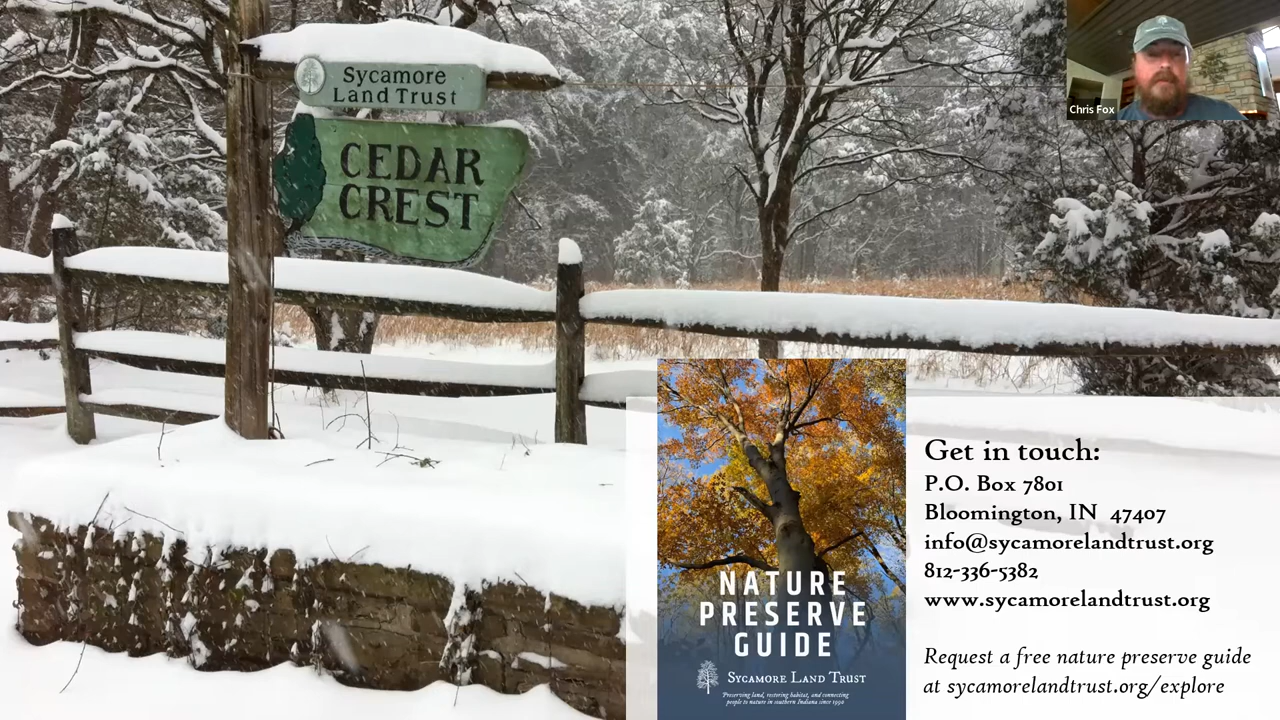 Sycamore
Land Trust
CEDAR
CREST
Chris Fox
NATURE
PRESERVE
GUIDE
SYCAMORE LAND TRUST
Preserving land, restoring habitat, and connecting
people to nature in southern Indiana since 1990
Get in touch:
P.O. Box 7801
Bloomington, IN 47407
info@sycamorelandtrust.org
812-336-5382
www.sycamorelandtrust.org
Request a free nature preserve guide
at sycamorelandtrust.org/explore